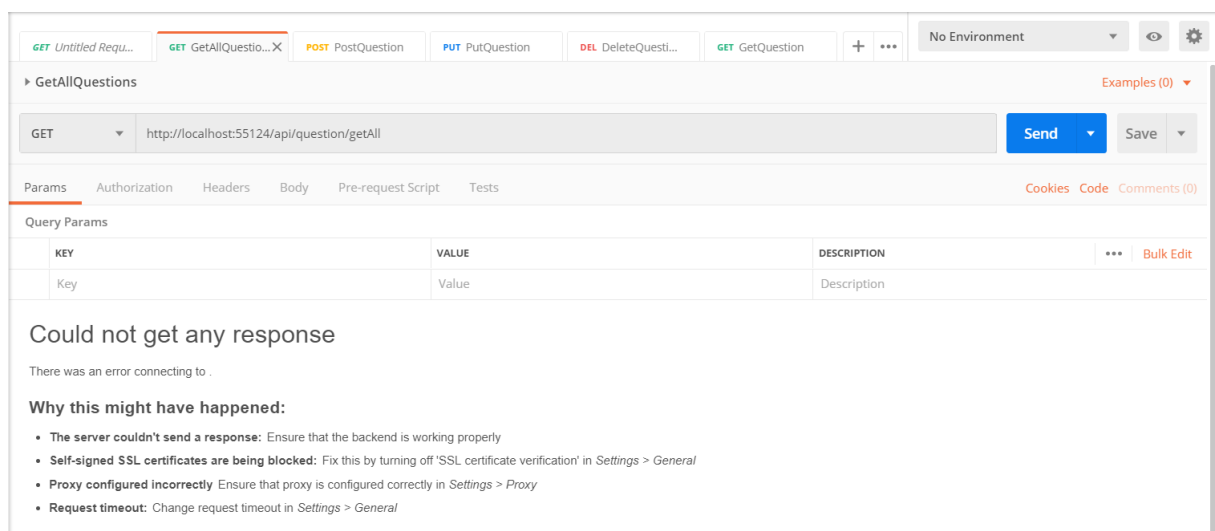 GET Untitled Requ... GET GetAllQuestio... X POST PostQuestion PUT PutQuestion DEL DeleteQuesti... GET GetQuestion + ••• No Environment
GetAllQuestions Examples (0)
GET http://localhost:55124/api/question/getAll Send Save
Params Authorization Headers Body Pre-request Script Tests Cookies Code Comments (0)
Query Params
KEY VALUE DESCRIPTION ••• Bulk Edit
Key Value Description
Could not get any response
There was an error connecting to .
Why this might have happened:
• The server couldn't send a response: Ensure that the backend is working properly
• Self-signed SSL certificates are being blocked: Fix this by turning off 'SSL certificate verification' in Settings > General
• Proxy configured incorrectly Ensure that proxy is configured correctly in Settings > Proxy
• Request timeout: Change request timeout in Settings > General